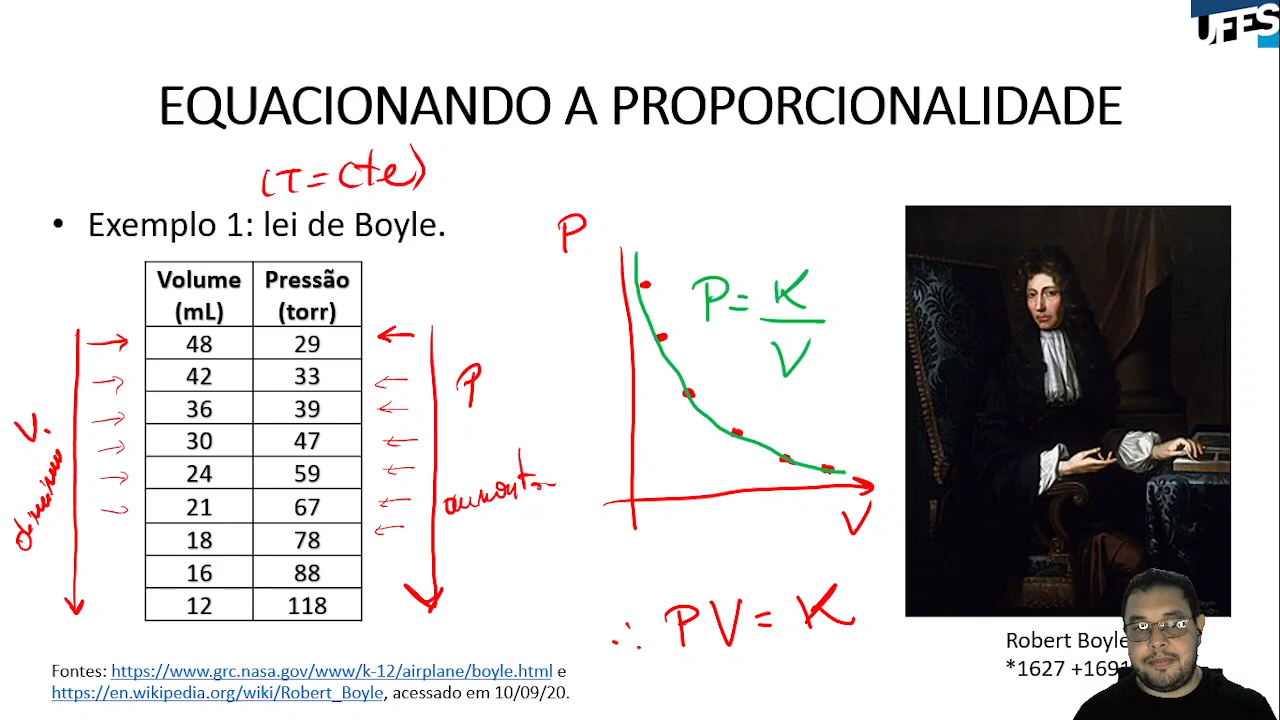 UFES
EQUACIONANDO A PROPORCIONALIDADE
(T = cte)
• Exemplo 1: lei de Boyle.
Volume (mL) Pressão (torr)
48 29
42 33
36 39
30 47
24 59
21 67
18 78
16 88
12 118
V.
P
aumenta
P
P = K
V
V
∴ PV = K
Robert Boyle
*1627 +1691
Fontes: https://www.grc.nasa.gov/www/k-12/airplane/boyle.html e
https://en.wikipedia.org/wiki/Robert_Boyle, acessado em 10/09/20.